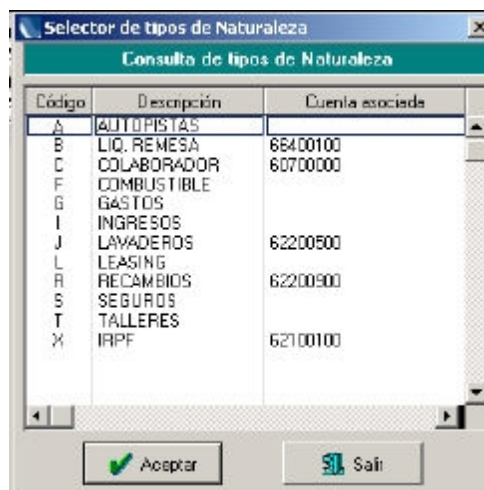 Selector de tipos de Naturaleza
Consulta de tipos de Naturaleza
Código Descripción Cuenta asociada
A AUTOPISTAS
B LIQ. REMESA 66400100
C COLABORADOR 60700000
F COMBUSTIBLE
G GASTOS
I INGRESOS
J LAVADEROS 62200500
L LEASING
R RECAMBIOS 62200900
S SEGUROS
T TALLERES
X IRPF 62100100
Aceptar Salir